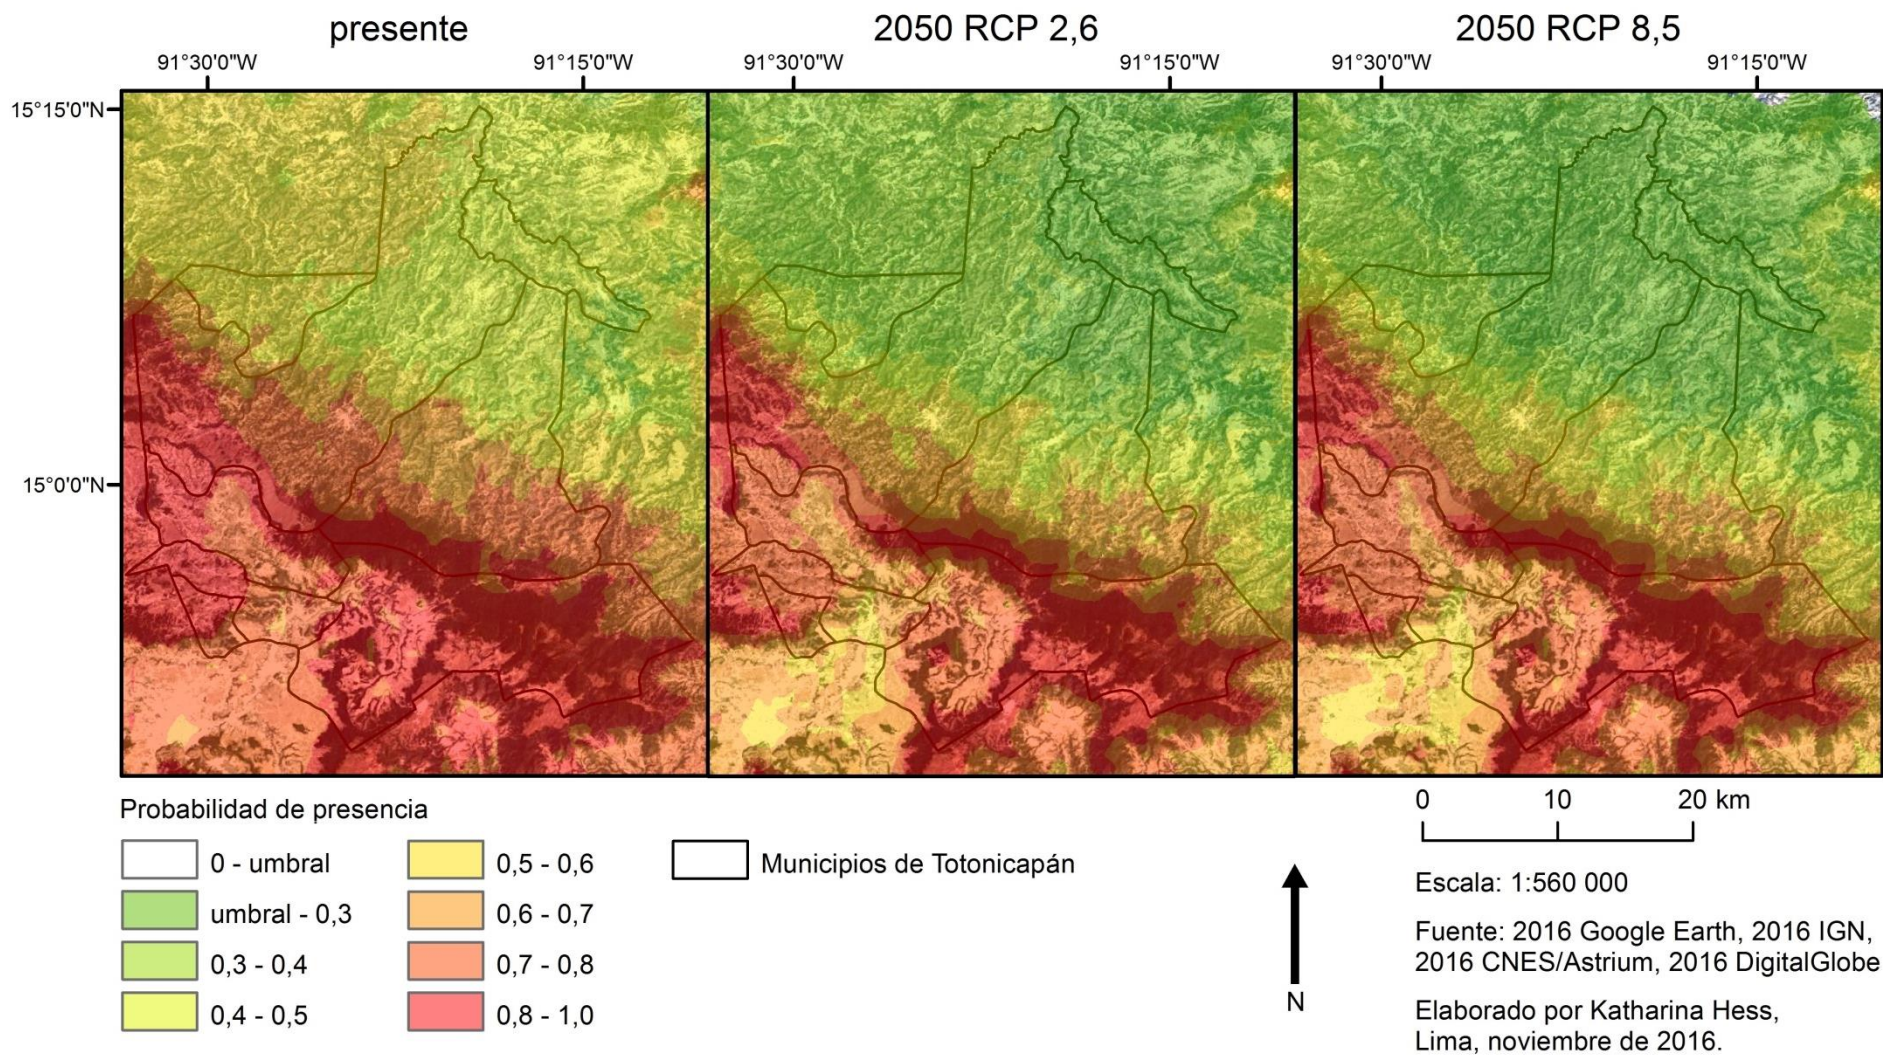 presente
2050 RCP 2,6
2050 RCP 8,5
91°30'0"W
91°15'0"W
91°30'0"W
91°15'0"W
91°30'0"W
91°15'0"W
15°15'0"N
15°0'0"N
Probabilidad de presencia
0 - umbral
umbral - 0,3
0,3 - 0,4
0,4 - 0,5
0,5 - 0,6
0,6 - 0,7
0,7 - 0,8
0,8 - 1,0
Municipios de Totonicapán
N
0 10 20 km
Escala: 1:560 000
Fuente: 2016 Google Earth, 2016 IGN,
2016 CNES/Astrium, 2016 DigitalGlobe
Elaborado por Katharina Hess,
Lima, noviembre de 2016.